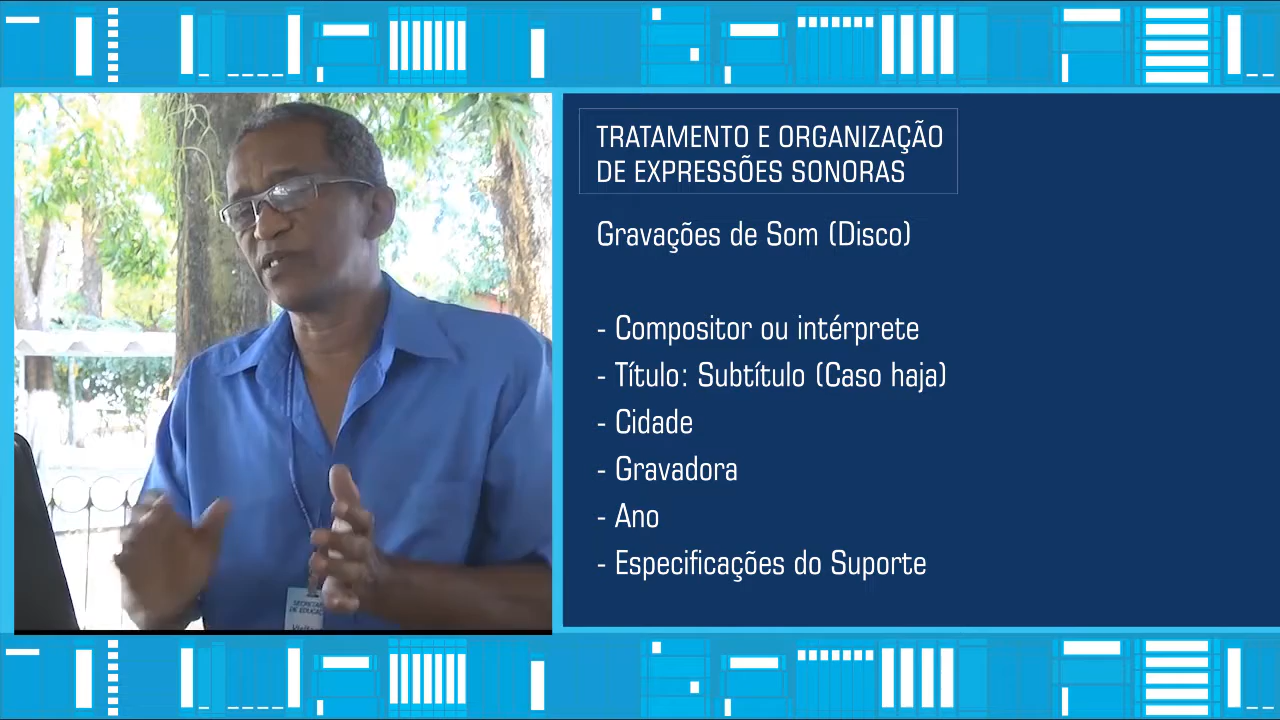 TRATAMENTO E ORGANIZAÇÃO
DE EXPRESSÕES SONORAS
Gravações de Som (Disco)
- Compositor ou intérprete
- Título: Subtítulo (Caso haja)
- Cidade
- Gravadora
- Ano
- Especificações do Suporte